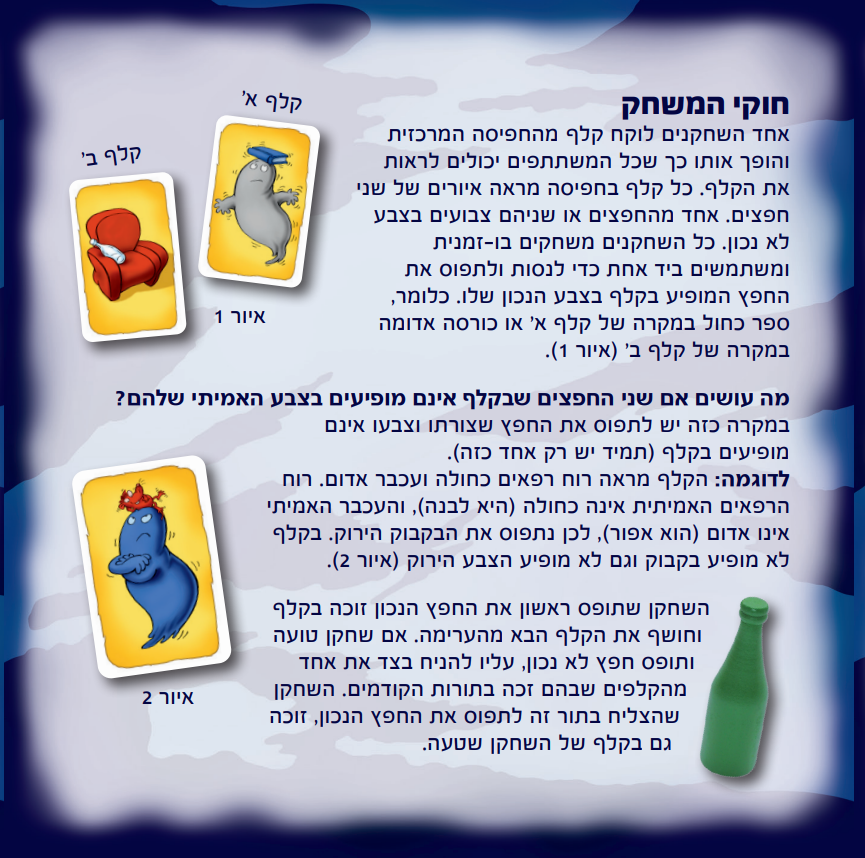 חוקי המשחק
אחד השחקנים לוקח קלף מהחפיסה המרכזית
והופך אותו כך שכל המשתתפים יכולים לראות
את הקלף. כל קלף בחפיסה מראה איורים של שני
חפצים. אחד מהחפצים או שניהם צבועים בצבע
לא נכון. כל השחקנים משחקים בו-זמנית
ומשתמשים ביד אחת כדי לנסות ולתפוס את
החפץ המופיע בקלף בצבע הנכון שלו. כלומר,
ספר כחול במקרה של קלף א' או כורסה אדומה
במקרה של קלף ב' (איור 1).
קלף א'
קלף ב'
איור 1
מה עושים אם שני החפצים שבקלף אינם מופיעים בצבע האמיתי שלהם?
במקרה כזה יש לתפוס את החפץ שצורתו וצבעו אינם
מופיעים בקלף (תמיד יש רק אחד כזה).
לדוגמה: הקלף מראה רוח רפאים כחולה ועכבר אדום. רוח
הרפאים האמיתית אינה כחולה (היא לבנה), והעכבר האמיתי
אינו אדום (הוא אפור), לכן נתפוס את הבקבוק הירוק. בקלף
לא מופיע בקבוק וגם לא מופיע הצבע הירוק (איור 2).
השחקן שתופס ראשון את החפץ הנכון זוכה בקלף
וחושף את הקלף הבא מהערימה. אם שחקן טועה
ותופס חפץ לא נכון, עליו להניח בצד את אחד
מהקלפים שבהם זכה בתורות הקודמים. השחקן
שהצליח בתור זה לתפוס את החפץ הנכון, זוכה
גם בקלף של השחקן שטעה.
איור 2